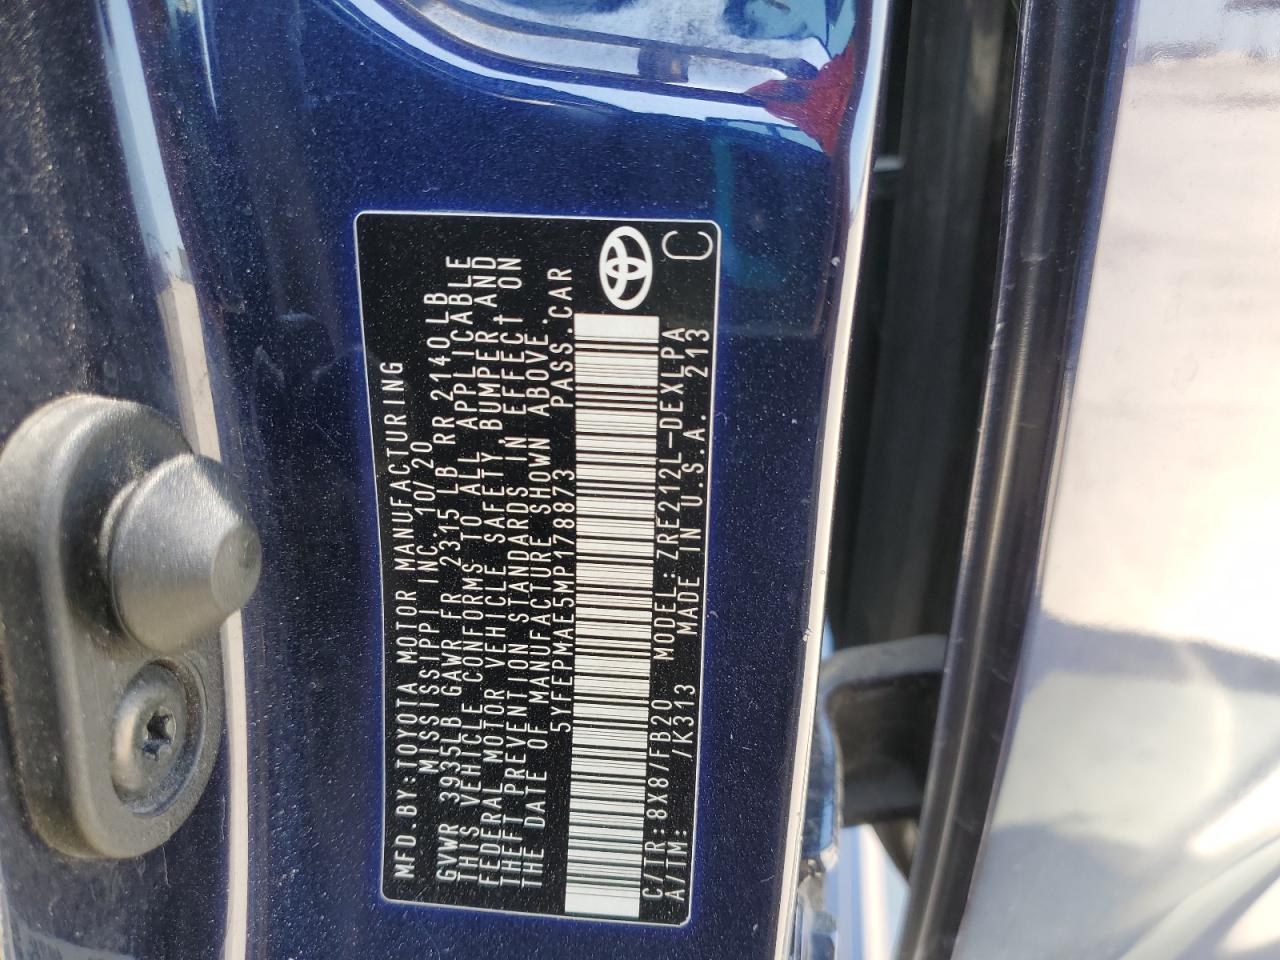 MFD.BY:TOYOTA MOTOR MANUFACTURING
MISSISSIPPI INC. 10/20
GVWR 3935LB GAWR FR 2315 LB RR 2140LB
THIS VEHICLE CONFORMS TO ALL APPLICABLE
FEDERAL MOTOR VEHICLE SAFETY, BUMPER, AND
THEFT PREVENTION STANDARDS IN EFFECT ON
THE DATE OF MANUFACTURE SHOWN ABOVE.
5YFEPMAE5MP178873 PASS.CAR
C/TR:8X8/FB20 MODEL:ZRE212L-DEXLPA
A/TM: /K313 MADE IN U.S.A. 213
C